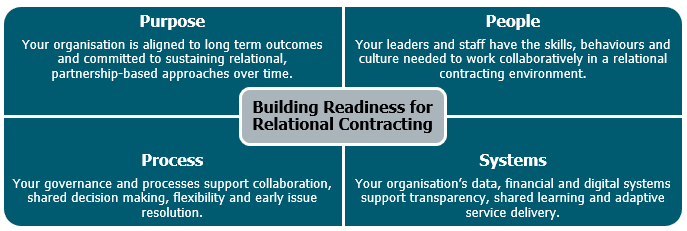 Purpose
Your organisation is aligned to long term outcomes
and committed to sustaining relational,
partnership-based approaches over time.
People
Your leaders and staff have the skills, behaviours and
culture needed to work collaboratively in a relational
contracting environment.
Building Readiness for
Relational Contracting
Process
Your governance and processes support collaboration,
shared decision making, flexibility and early issue
resolution.
Systems
Your organisation's data, financial and digital systems
support transparency, shared learning and adaptive
service delivery.